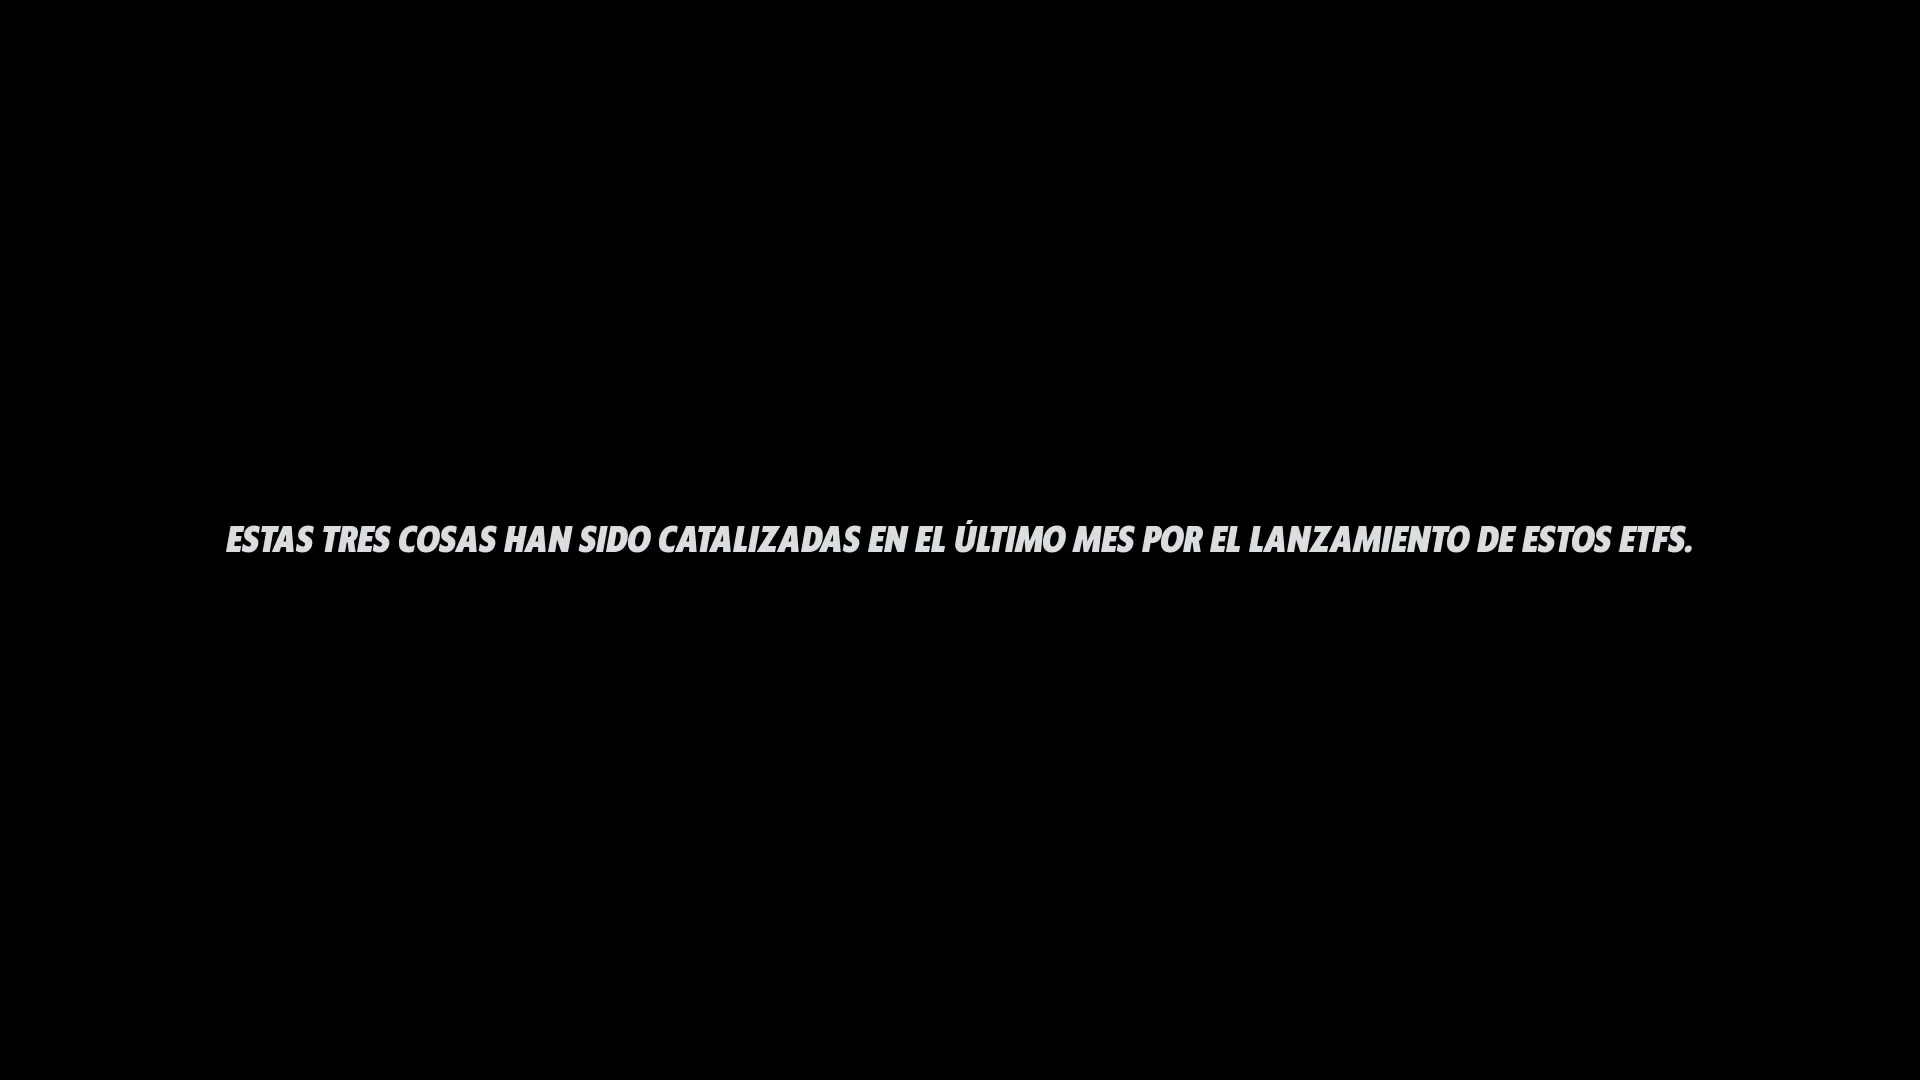 ESTAS TRES COSAS HAN SIDO CATALIZADAS EN EL ÚLTIMO MES POR EL LANZAMIENTO DE ESTOS ETFS.